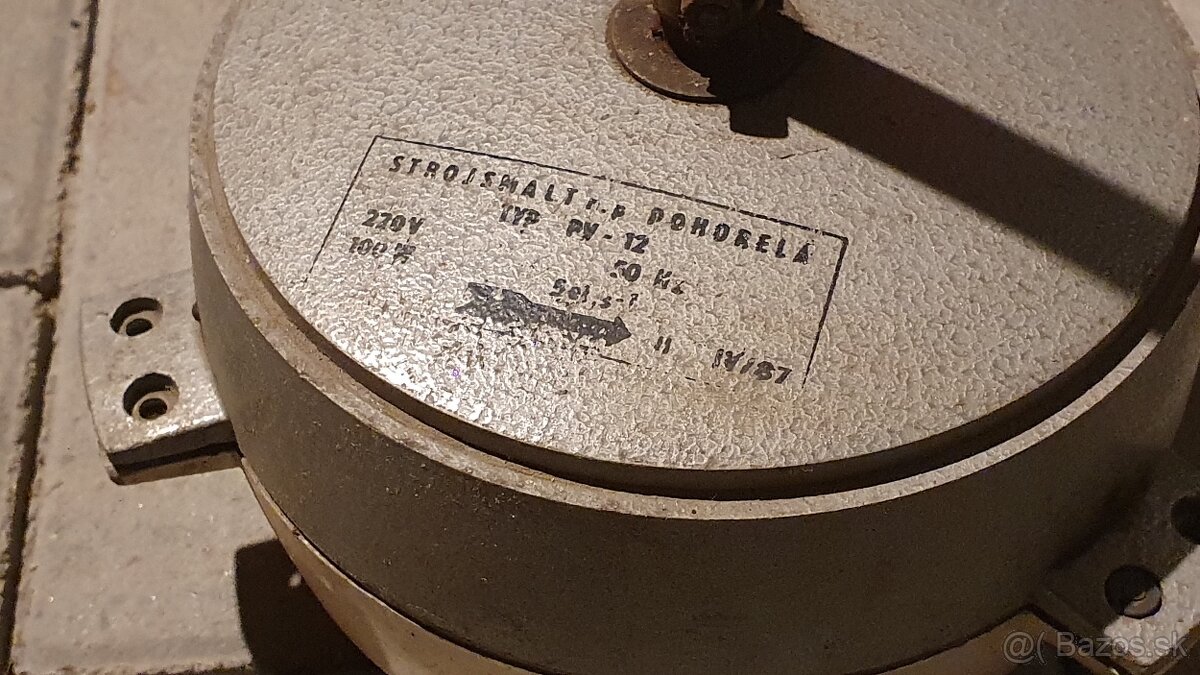 STROJSMALT n.p POHORELÁ
TYP PV-12
220V 50 Hz
100 W
II IV/87
@( Bazos.sk